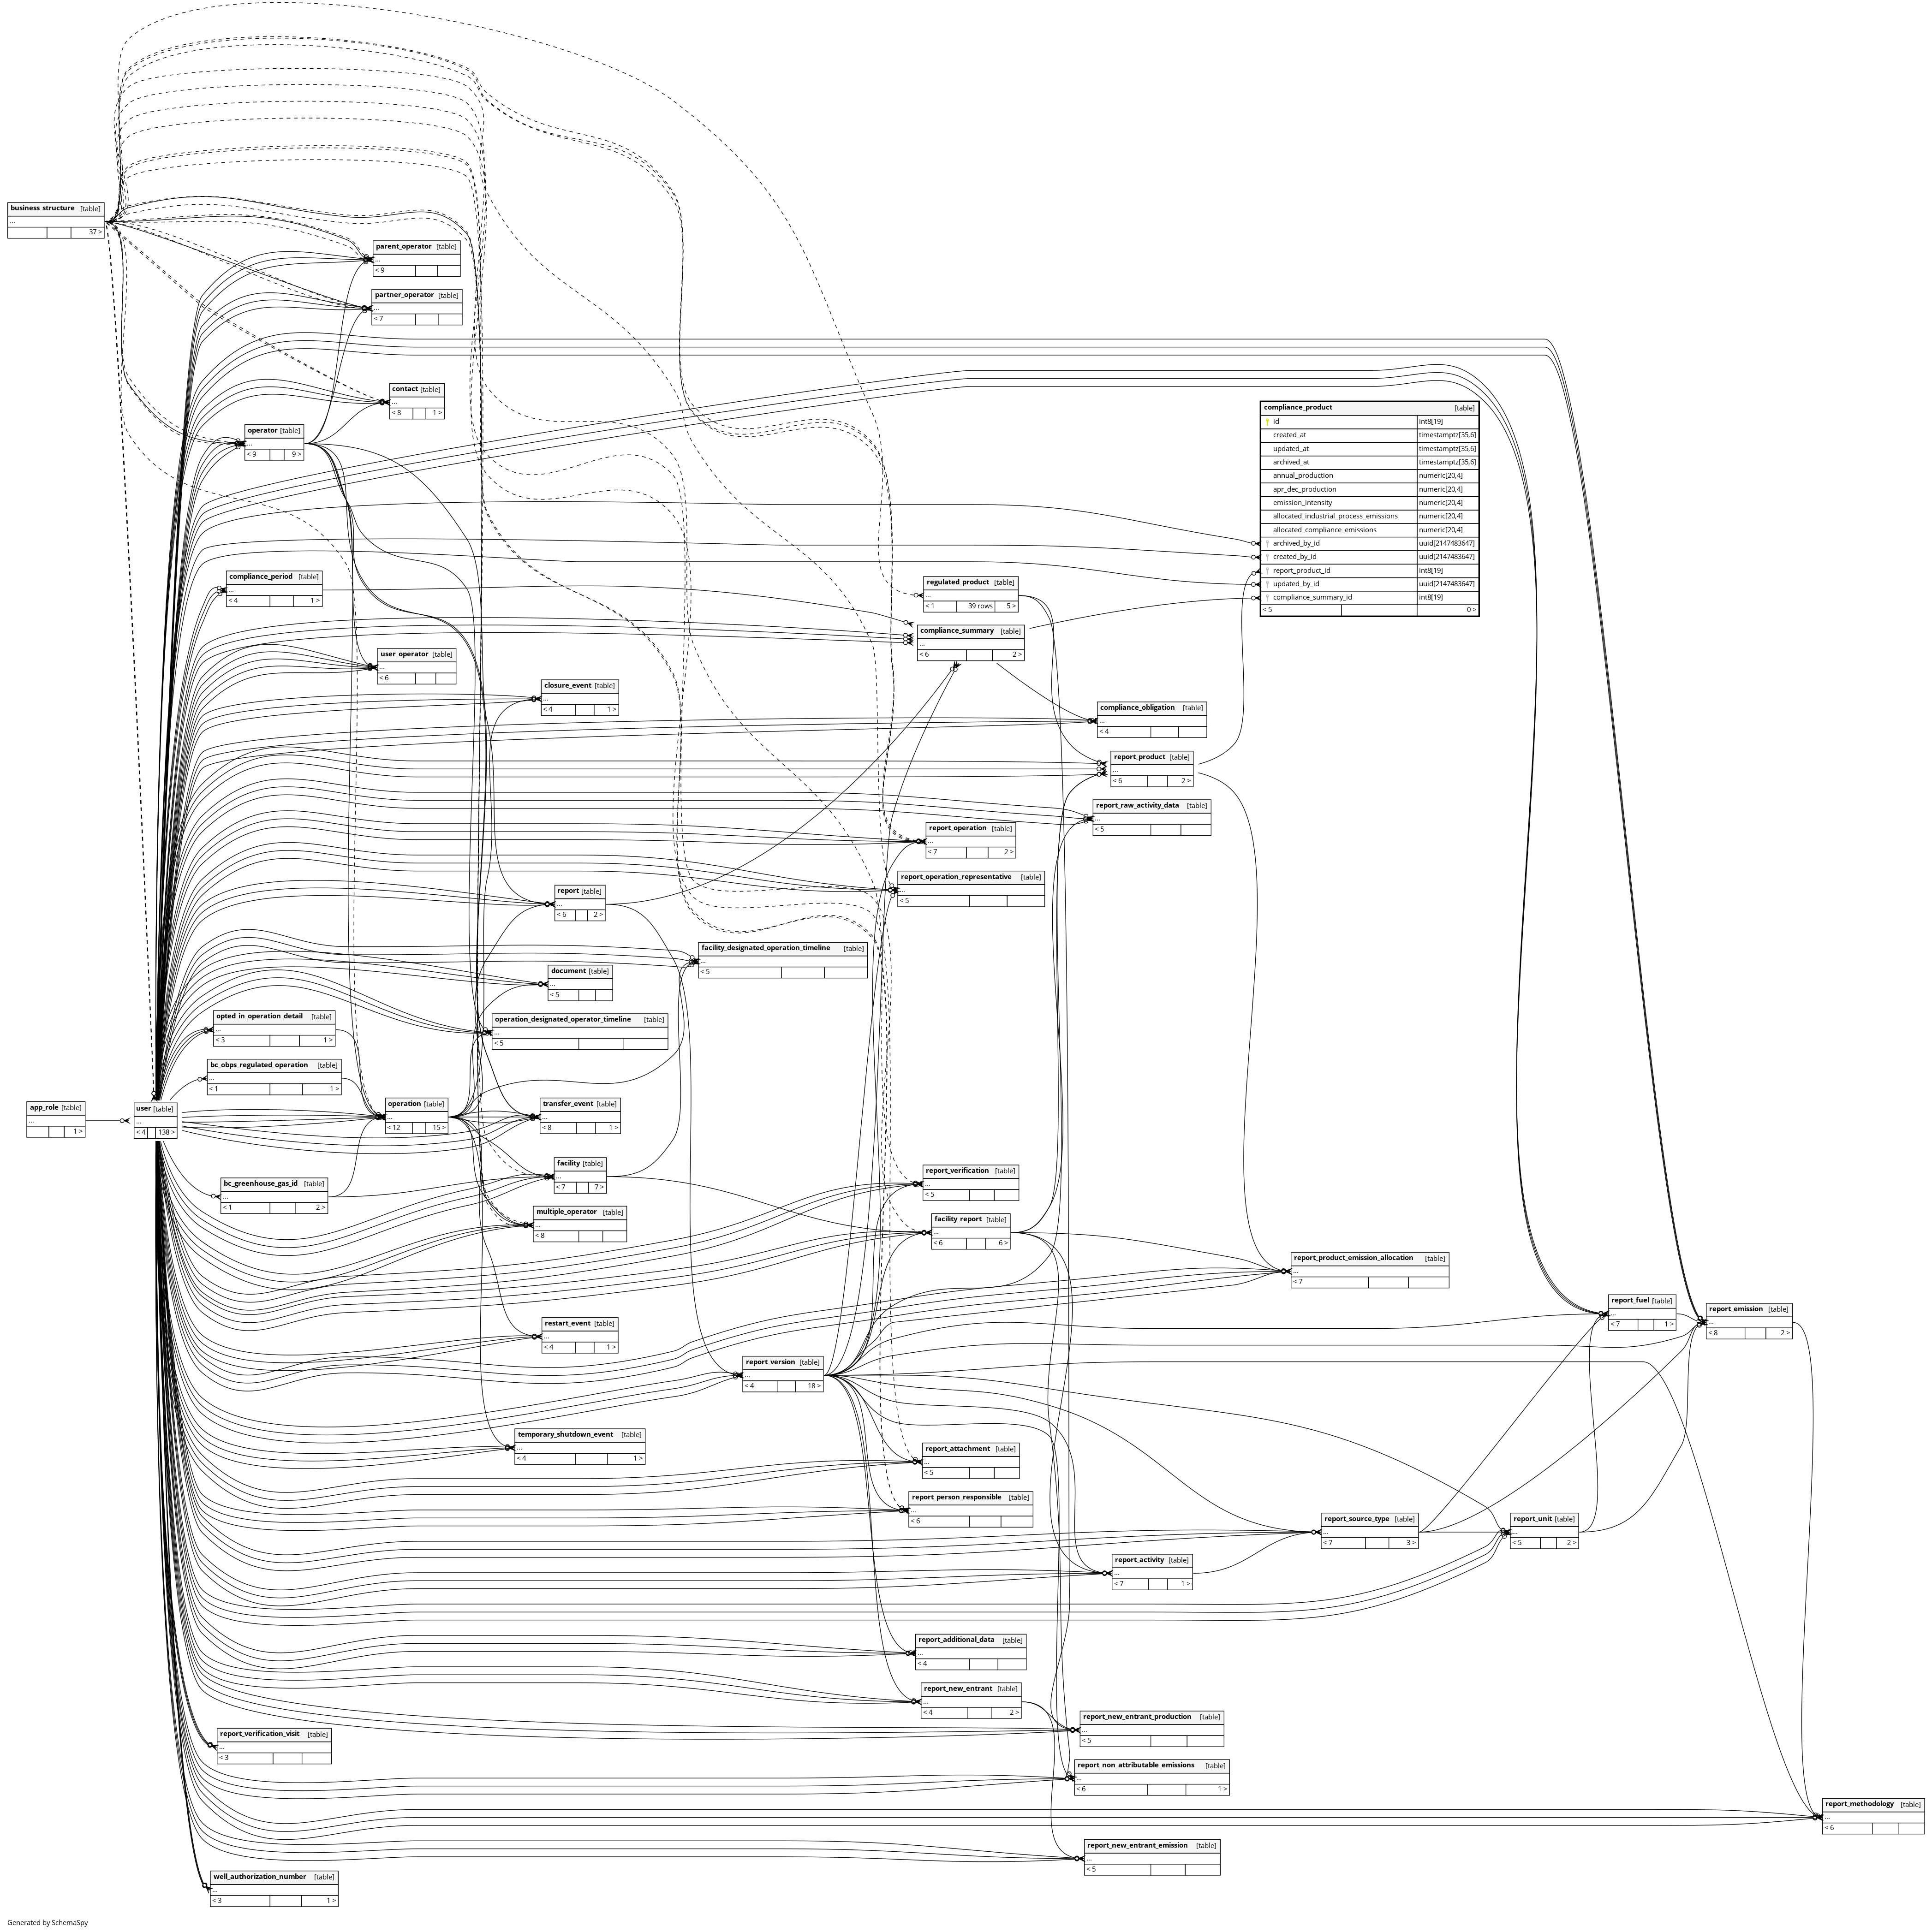 business_structure [table]
...
37 >
parent_operator [table]
...
< 9
partner_operator [table]
...
< 7
contact [table]
...
< 8 1 >
operator [table]
...
< 9 9 >
compliance_product [table]
id int8[19]
created_at timestamptz[35,6]
updated_at timestamptz[35,6]
archived_at timestamptz[35,6]
annual_production numeric[20,4]
apr_dec_production numeric[20,4]
emission_intensity numeric[20,4]
allocated_industrial_process_emissions numeric[20,4]
allocated_compliance_emissions numeric[20,4]
archived_by_id uuid[2147483647]
created_by_id uuid[2147483647]
report_product_id int8[19]
updated_by_id uuid[2147483647]
compliance_summary_id int8[19]
< 5 0 >
compliance_period [table]
...
< 4 1 >
regulated_product [table]
...
< 1 39 rows 5 >
compliance_summary [table]
...
< 6 2 >
user_operator [table]
...
< 6
closure_event [table]
...
< 4 1 >
compliance_obligation [table]
...
< 4
report_product [table]
...
< 6 2 >
report_raw_activity_data [table]
...
< 5
report_operation [table]
...
< 7 2 >
report_operation_representative [table]
...
< 5
report [table]
...
< 6 2 >
facility_designated_operation_timeline [table]
...
< 5
document [table]
...
< 5
opted_in_operation_detail [table]
...
< 3 1 >
operation_designated_operator_timeline [table]
...
< 5
bc_obps_regulated_operation [table]
...
< 1 1 >
app_role [table]
...
1 >
user [table]
...
< 4 138 >
operation [table]
...
< 12 15 >
transfer_event [table]
...
< 8 1 >
facility [table]
...
< 7 7 >
report_verification [table]
...
< 5
bc_greenhouse_gas_id [table]
...
< 1 2 >
multiple_operator [table]
...
< 8
facility_report [table]
...
< 6 6 >
report_product_emission_allocation [table]
...
< 7
report_fuel [table]
...
< 7 1 >
report_emission [table]
...
< 8 2 >
restart_event [table]
...
< 4 1 >
report_version [table]
...
< 4 18 >
temporary_shutdown_event [table]
...
< 4 1 >
report_attachment [table]
...
< 5
report_person_responsible [table]
...
< 6
report_source_type [table]
...
< 7 3 >
report_unit [table]
...
< 5 2 >
report_activity [table]
...
< 7 1 >
report_additional_data [table]
...
< 4
report_new_entrant [table]
...
< 4 2 >
report_new_entrant_production [table]
...
< 5
report_verification_visit [table]
...
< 3
report_non_attributable_emissions [table]
...
< 6 1 >
report_methodology [table]
...
< 6
report_new_entrant_emission [table]
...
< 5
well_authorization_number [table]
...
< 3 1 >
Generated by SchemaSpy